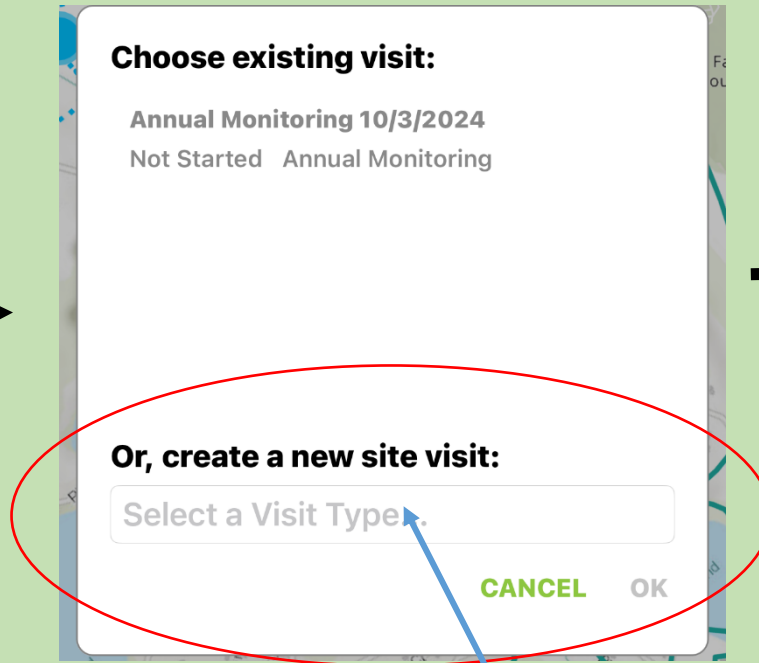 Choose existing visit:
Annual Monitoring 10/3/2024
Not Started Annual Monitoring
Or, create a new site visit:
Select a Visit Type...
CANCEL OK